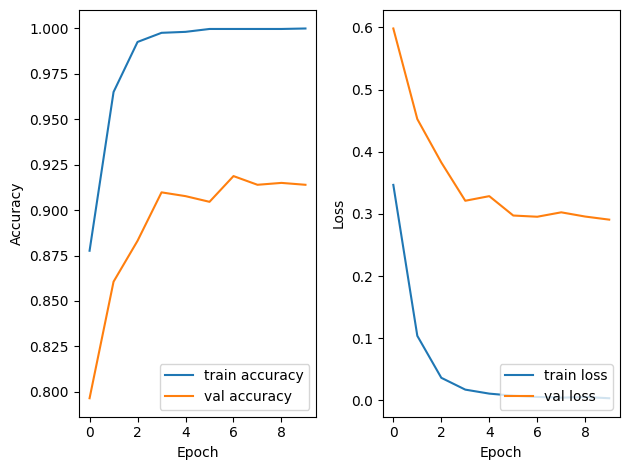 1.000
0.975
0.950
0.925
0.900
0.875
0.850
0.825
0.800
Accuracy
0 2 4 6 8
Epoch
train accuracy
val accuracy
0.6
0.5
0.4
0.3
0.2
0.1
0.0
Loss
0 2 4 6 8
Epoch
train loss
val loss